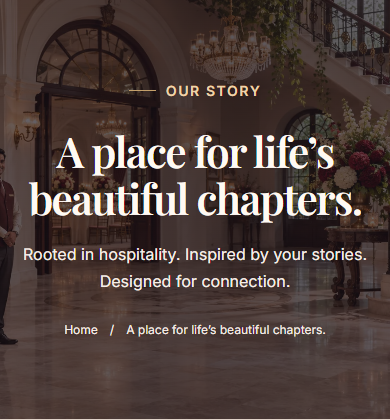 OUR STORY
A place for life’s
beautiful chapters.
Rooted in hospitality. Inspired by your stories.
Designed for connection.
Home / A place for life’s beautiful chapters.